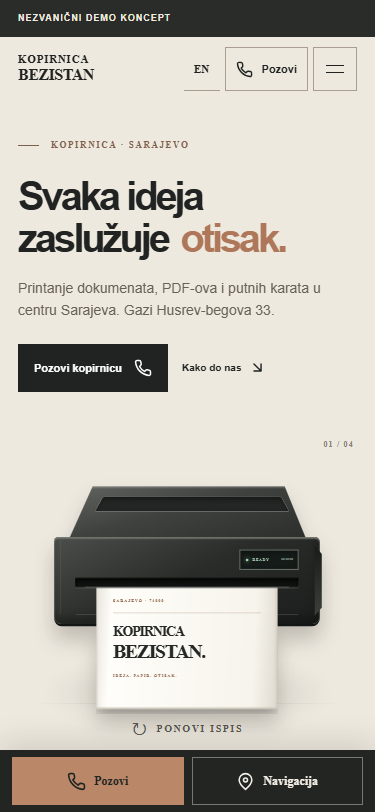 NEZVANIČNI DEMO KONCEPT
KOPIRNICA
BEZISTAN
EN
Pozovi
KOPIRNICA · SARAJEVO
Svaka ideja
zaslužuje otisak.
Printanje dokumenata, PDF-ova i putnih karata u
centru Sarajeva. Gazi Husrev-begova 33.
Pozovi kopirnicu
Kako do nas
01 / 04
READY
SARAJEVO · 71000
KOPIRNICA
BEZISTAN.
IDEJA. PAPIR. OTISAK.
PONOVI ISPIS
Pozovi
Navigacija